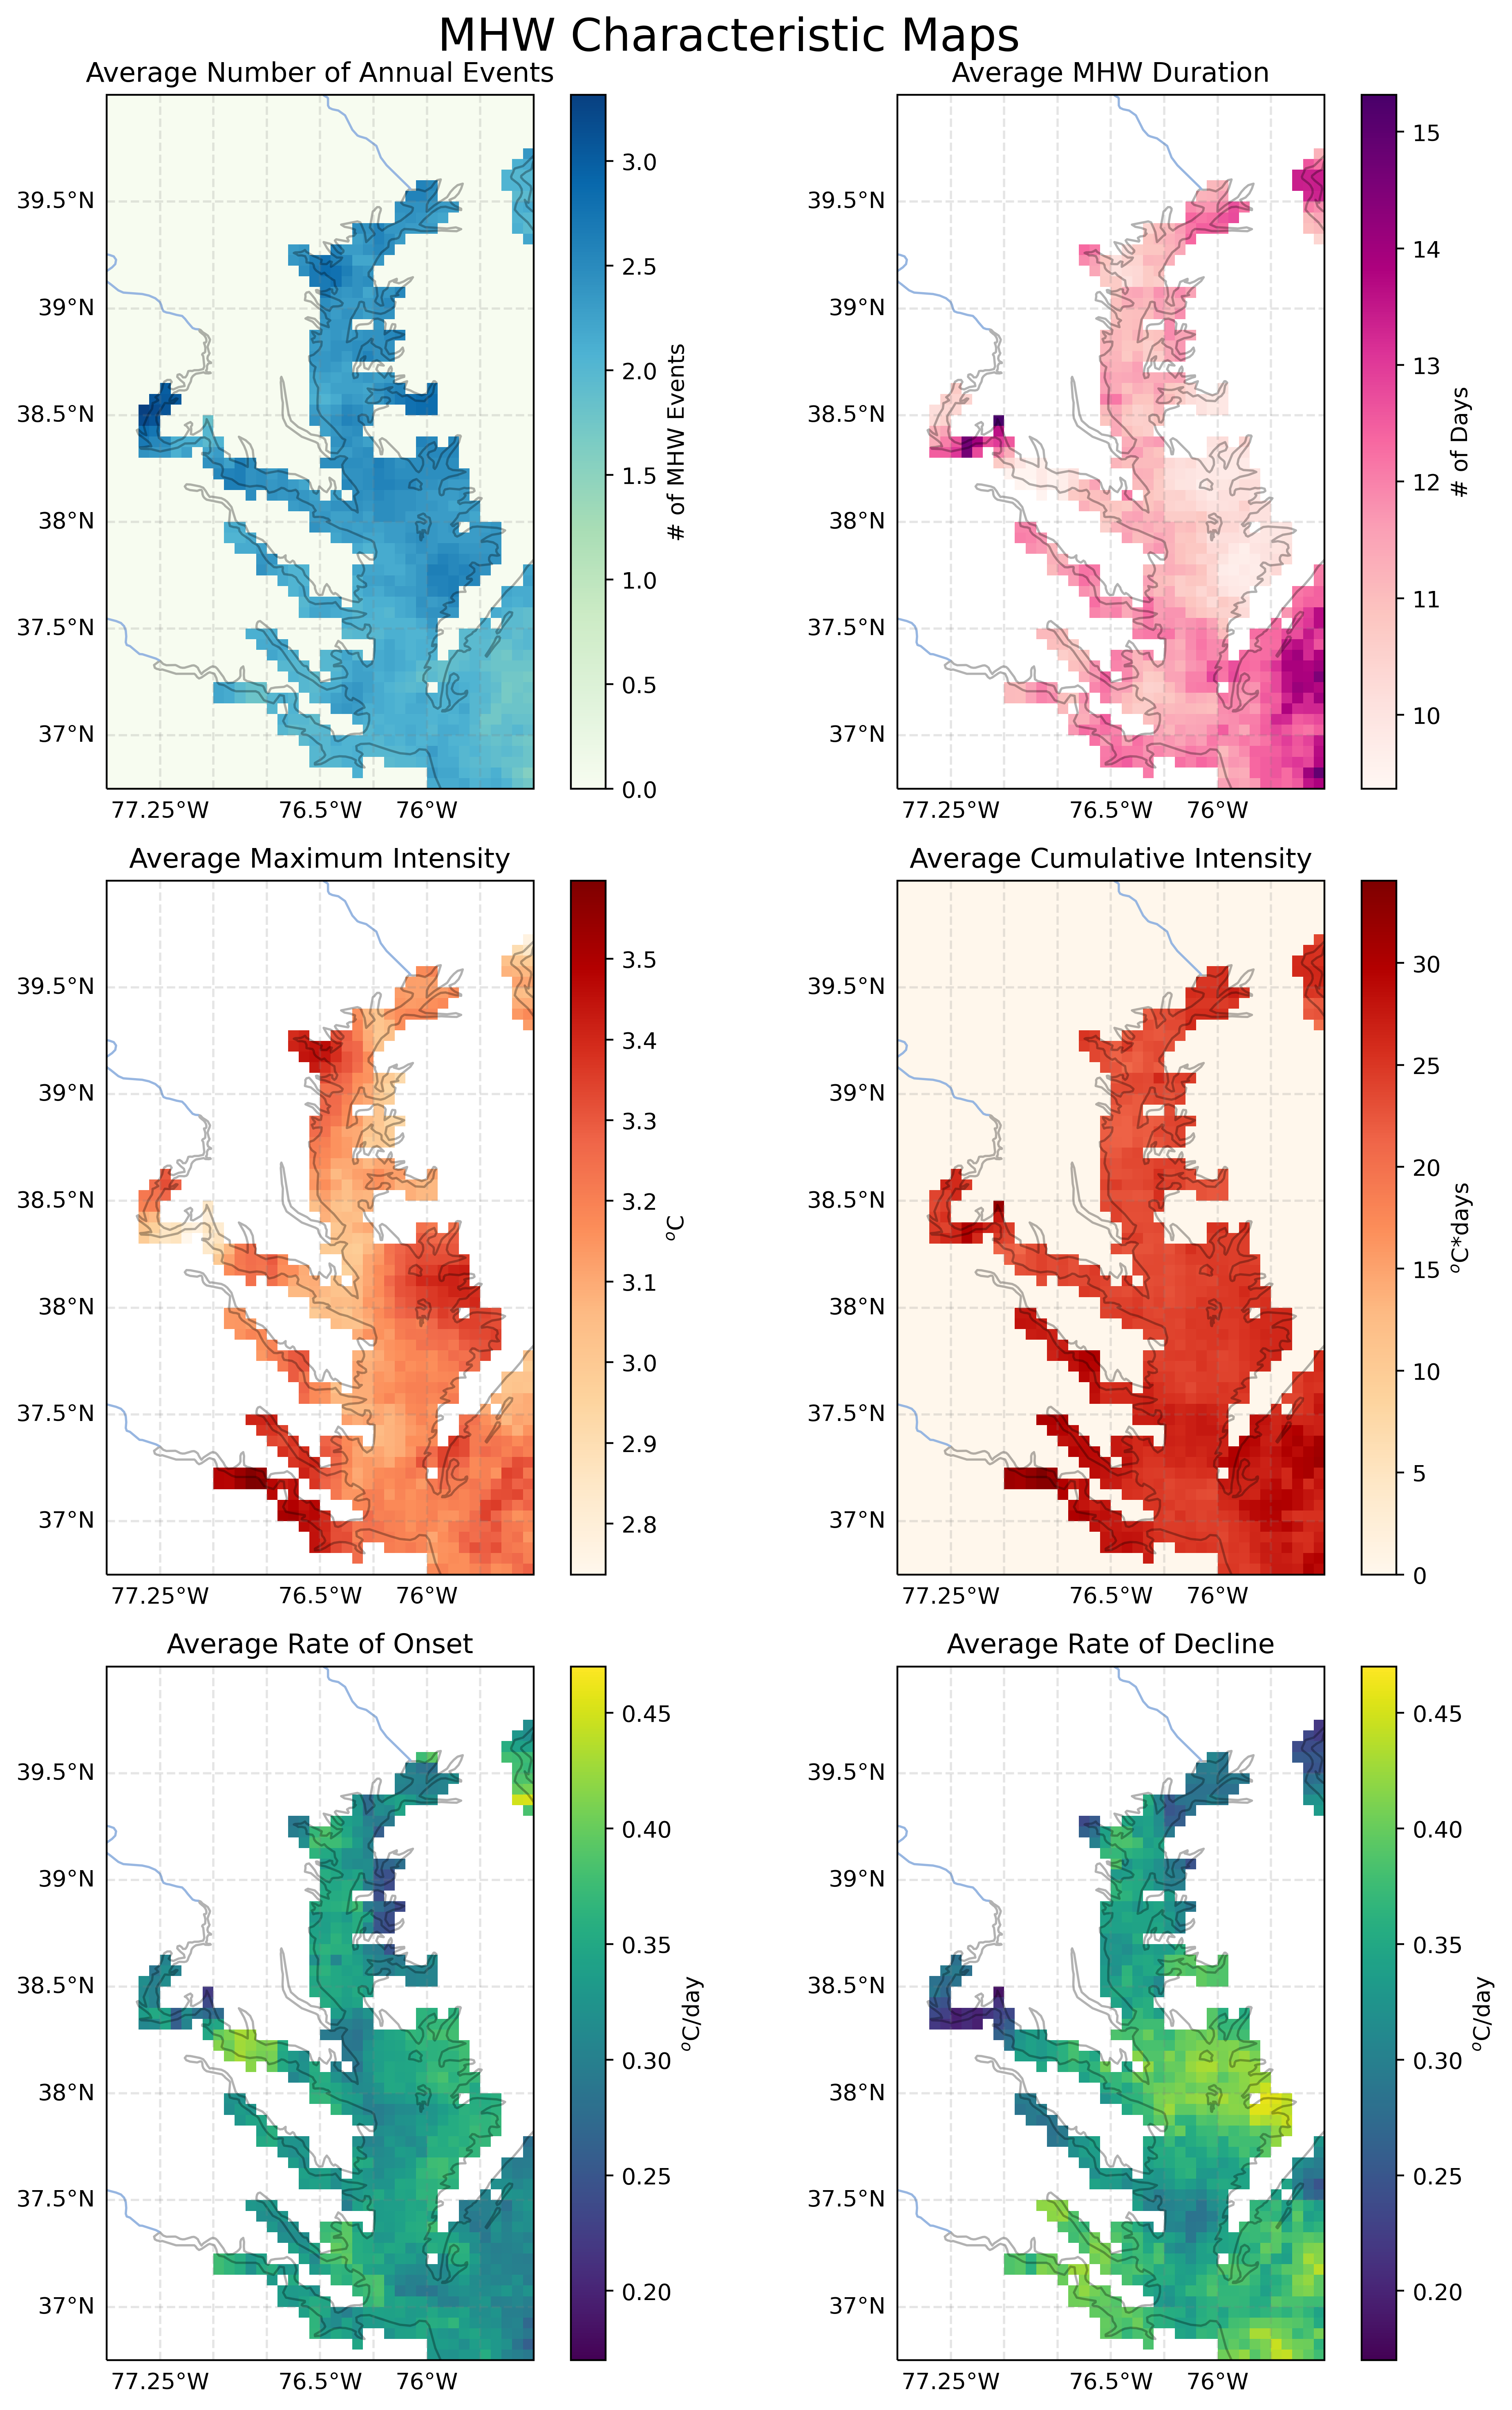 MHW Characteristic Maps
Average Number of Annual Events
39.5°N
39°N
38.5°N
38°N
37.5°N
37°N
77.25°W 76.5°W 76°W
3.0
2.5
2.0
1.5
1.0
0.5
0.0
# of MHW Events
Average MHW Duration
39.5°N
39°N
38.5°N
38°N
37.5°N
37°N
77.25°W 76.5°W 76°W
15
14
13
12
11
10
# of Days
Average Maximum Intensity
39.5°N
39°N
38.5°N
38°N
37.5°N
37°N
77.25°W 76.5°W 76°W
3.5
3.4
3.3
3.2
3.1
3.0
2.9
2.8
°C
Average Cumulative Intensity
39.5°N
39°N
38.5°N
38°N
37.5°N
37°N
77.25°W 76.5°W 76°W
30
25
20
15
10
5
0
°C*days
Average Rate of Onset
39.5°N
39°N
38.5°N
38°N
37.5°N
37°N
77.25°W 76.5°W 76°W
0.45
0.40
0.35
0.30
0.25
0.20
°C/day
Average Rate of Decline
39.5°N
39°N
38.5°N
38°N
37.5°N
37°N
77.25°W 76.5°W 76°W
0.45
0.40
0.35
0.30
0.25
0.20
°C/day